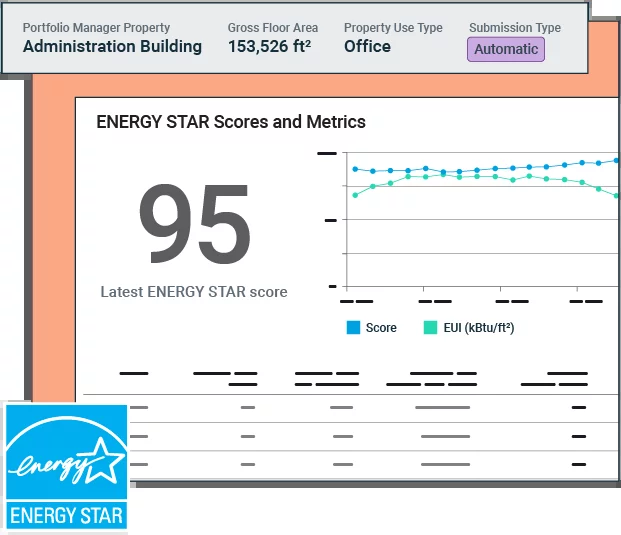 Portfolio Manager Property
Gross Floor Area
Property Use Type
Submission Type
Administration Building
153,526 ft²
Office
Automatic
ENERGY STAR Scores and Metrics
95
Latest ENERGY STAR score
Score
EUI (kBtu/ft²)
energy
ENERGY STAR